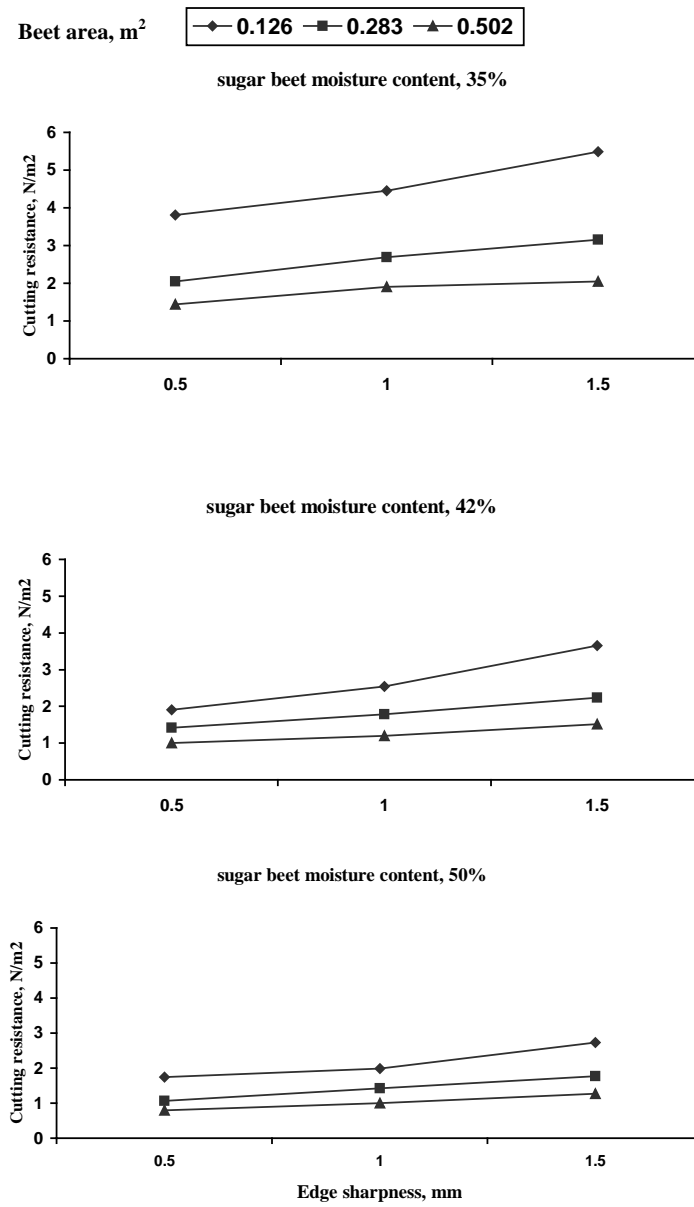 Beet area, m² 0.126 0.283 0.502
sugar beet moisture content, 35%
Cutting resistance, N/m2
6
5
4
3
2
1
0
0.5 1 1.5
sugar beet moisture content, 42%
Cutting resistance, N/m2
6
5
4
3
2
1
0
0.5 1 1.5
sugar beet moisture content, 50%
Cutting resistance, N/m2
6
5
4
3
2
1
0
0.5 1 1.5
Edge sharpness, mm